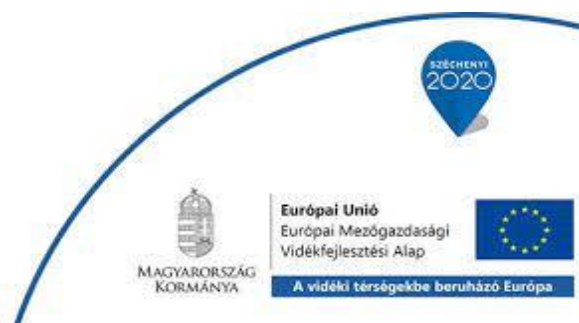 SZÉCHENYI
2020
MAGYARORSZÁG
KORMÁNYA
Európai Unió
Európai Mezőgazdasági
Vidékfejlesztési Alap
A vidéki térségekbe beruházó Európa